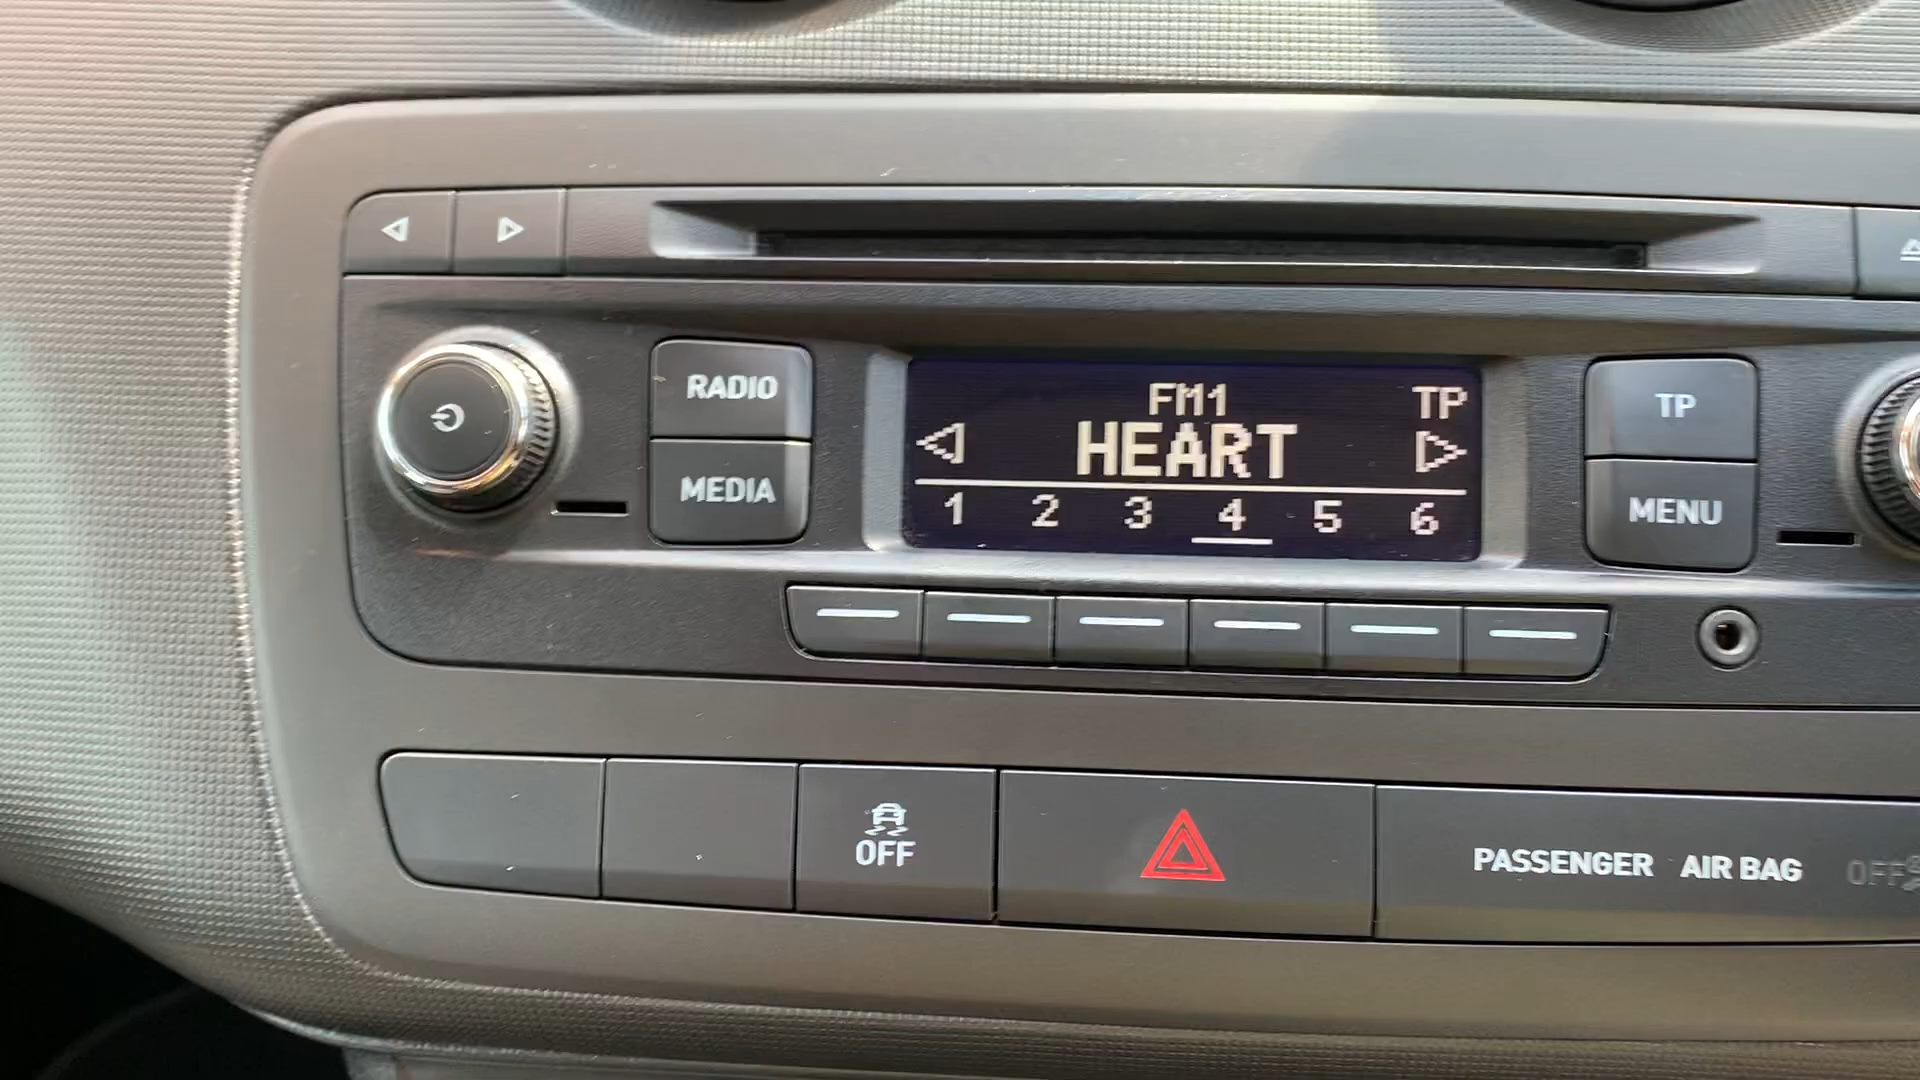 RADIO
MEDIA
FM1 TP
HEART
1 2 3 4 5 6
TP
MENU
OFF
PASSENGER AIR BAG OFF